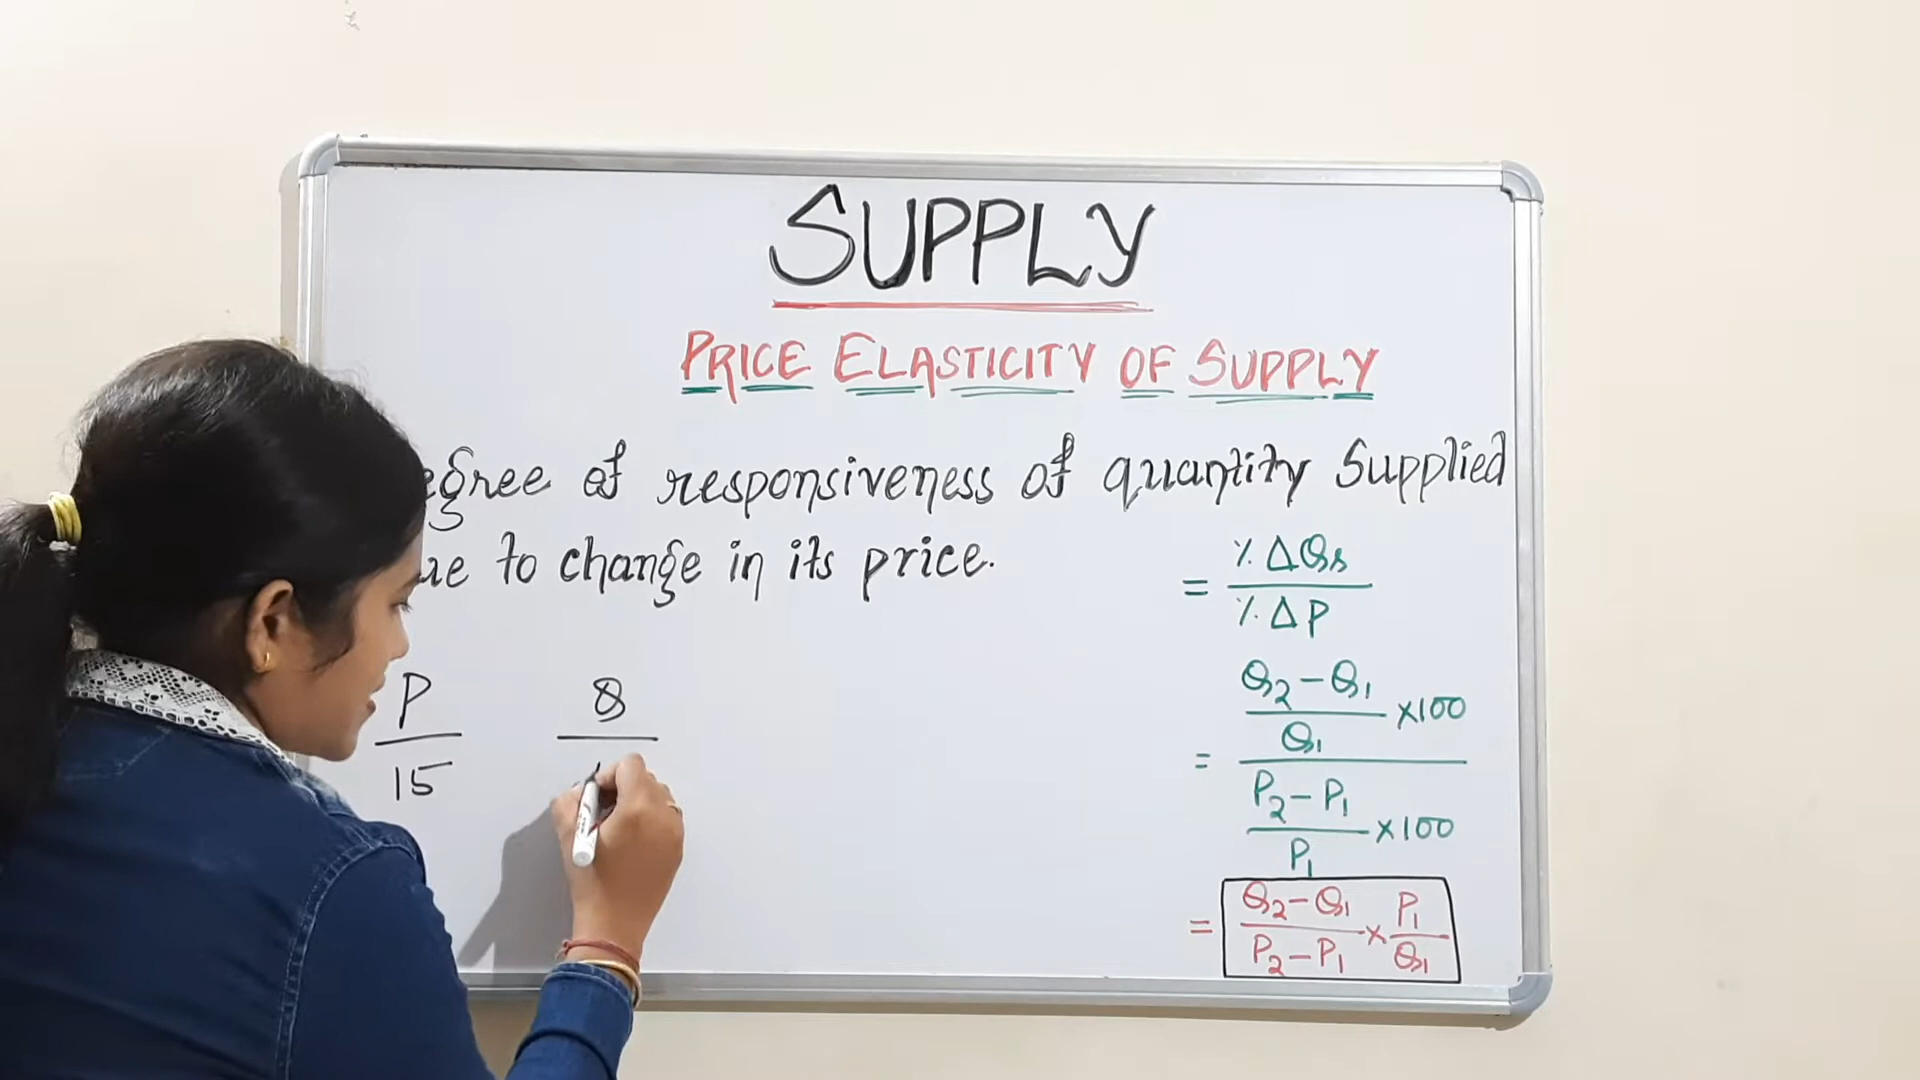 SUPPLY
PRICE ELASTICITY OF SUPPLY
egree of responsiveness of quantity Supplied
ue to change in its price.
= % ΔQs
% ΔP
P Q
15
= Q2 - Q1 / Q1 × 100
P2 - P1 / P1 × 100
= Q2 - Q1 / P2 - P1 × P1 / Q1